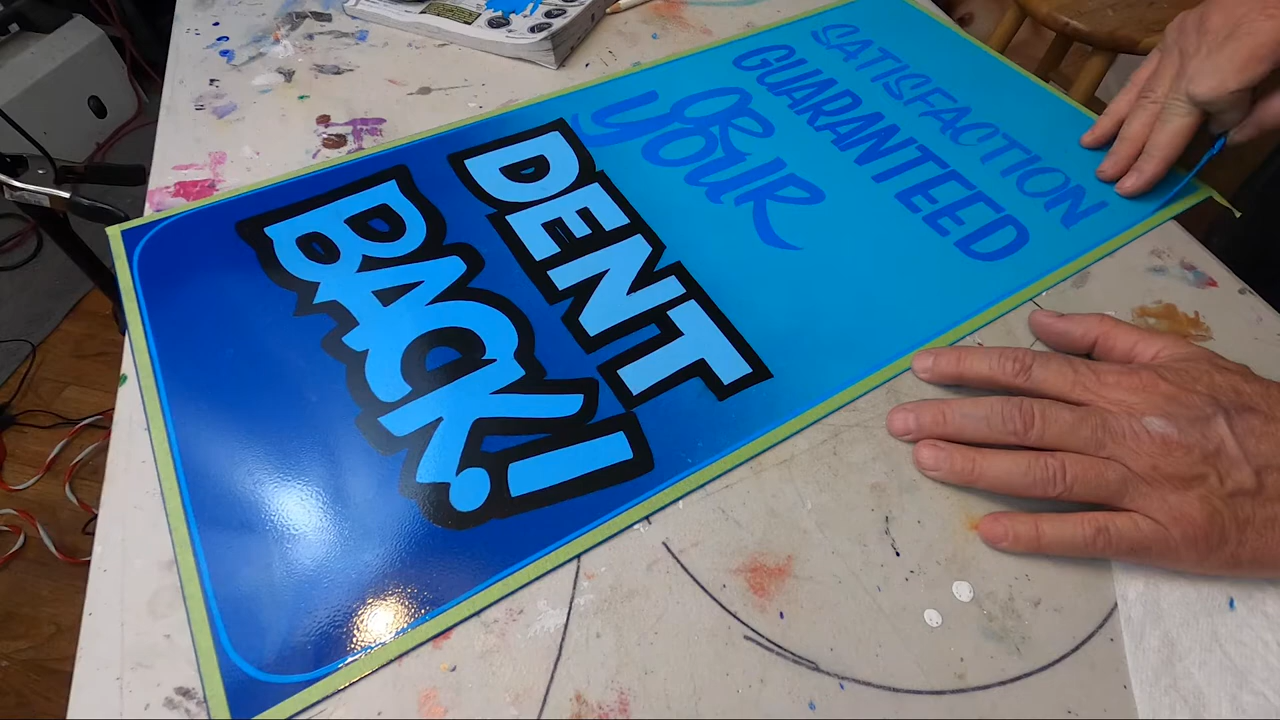 SATISFACTION
GUARANTEED
OR
YOUR
DENT
BACK!